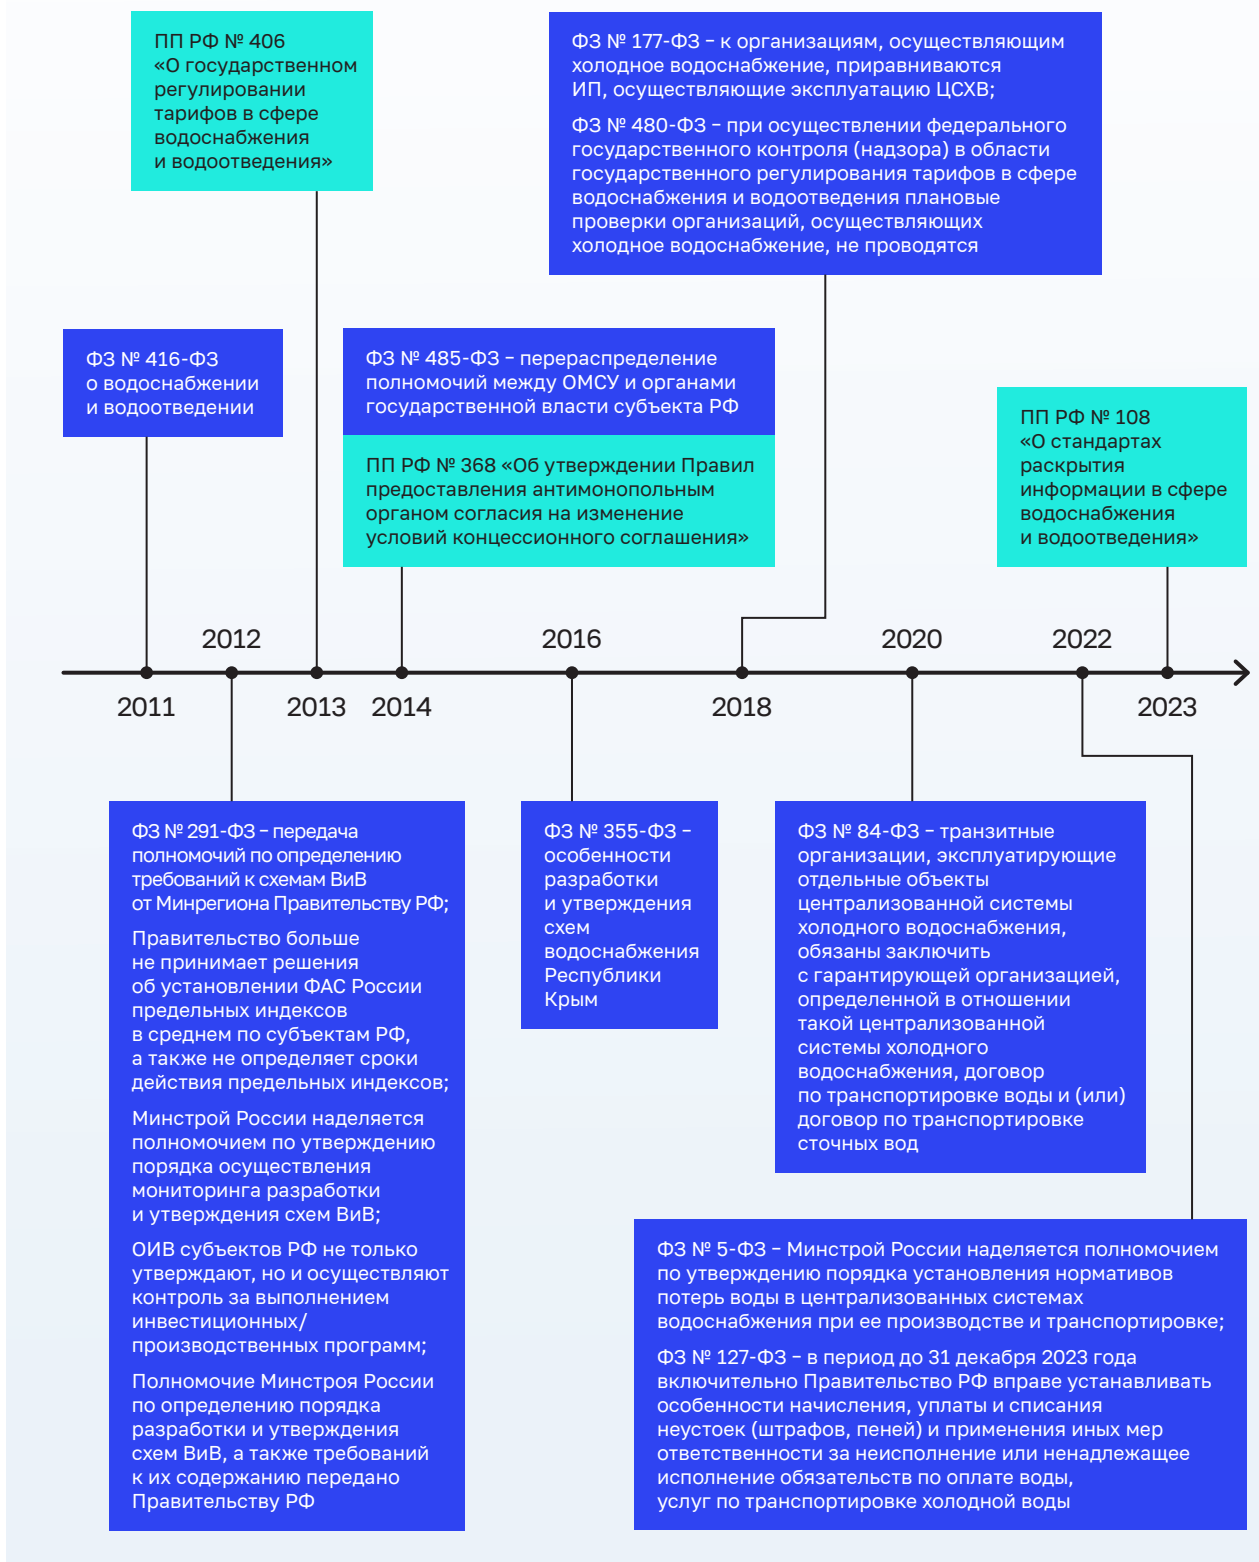 ПП РФ № 406
«О государственном
регулировании
тарифов в сфере
водоснабжения
и водоотведения»
ФЗ № 177-ФЗ – к организациям, осуществляющим
холодное водоснабжение, приравниваются
ИП, осуществляющие эксплуатацию ЦСХВ;
ФЗ № 480-ФЗ – при осуществлении федерального
государственного контроля (надзора) в области
государственного регулирования тарифов в сфере
водоснабжения и водоотведения плановые
проверки организаций, осуществляющих
холодное водоснабжение, не проводятся
ФЗ № 416-ФЗ
о водоснабжении
и водоотведении
ФЗ № 485-ФЗ – перераспределение
полномочий между ОМСУ и органами
государственной власти субъекта РФ
ПП РФ № 368 «Об утверждении Правил
предоставления антимонопольным
органом согласия на изменение
условий концессионного соглашения»
ПП РФ № 108
«О стандартах
раскрытия
информации в сфере
водоснабжения
и водоотведения»
2012
2016
2020
2022
2011
2013
2014
2018
2023
ФЗ № 291-ФЗ – передача
полномочий по определению
требований к схемам ВиВ
от Минрегиона Правительству РФ;
Правительство больше
не принимает решения
об установлении ФАС России
предельных индексов
в среднем по субъектам РФ,
а также не определяет сроки
действия предельных индексов;
Минстрой России наделяется
полномочием по утверждению
порядка осуществления
мониторинга разработки
и утверждения схем ВиВ;
ОИВ субъектов РФ не только
утверждают, но и осуществляют
контроль за выполнением
инвестиционных/
производственных программ;
Полномочие Минстроя России
по определению порядка
разработки и утверждения
схем ВиВ, а также требований
к их содержанию передано
Правительству РФ
ФЗ № 355-ФЗ –
особенности
разработки
и утверждения
схем
водоснабжения
Республики
Крым
ФЗ № 84-ФЗ – транзитные
организации, эксплуатирующие
отдельные объекты
централизованной системы
холодного водоснабжения,
обязаны заключить
с гарантирующей организацией,
определенной в отношении
такой централизованной
системы холодного
водоснабжения, договор
по транспортировке воды и (или)
договор по транспортировке
сточных вод
ФЗ № 5-ФЗ – Минстрой России наделяется полномочием
по утверждению порядка установления нормативов
потерь воды в централизованных системах
водоснабжения при ее производстве и транспортировке;
ФЗ № 127-ФЗ – в период до 31 декабря 2023 года
включительно Правительство РФ вправе устанавливать
особенности начисления, уплаты и списания
неустоек (штрафов, пеней) и применения иных мер
ответственности за неисполнение или ненадлежащее
исполнение обязательств по оплате воды,
услуг по транспортировке холодной воды